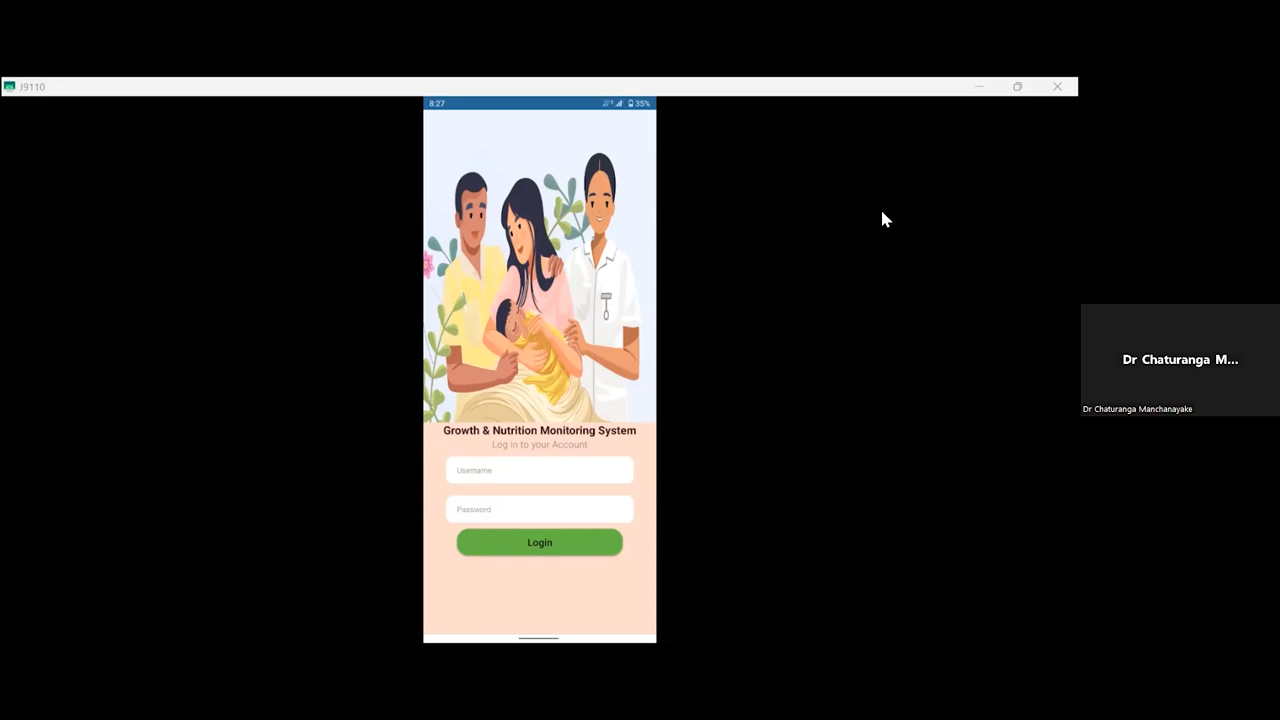 J9110
8:27
35%
Growth & Nutrition Monitoring System
Log in to your Account
Username
Password
Login
Dr Chaturanga M...
Dr Chaturanga Manchanayake